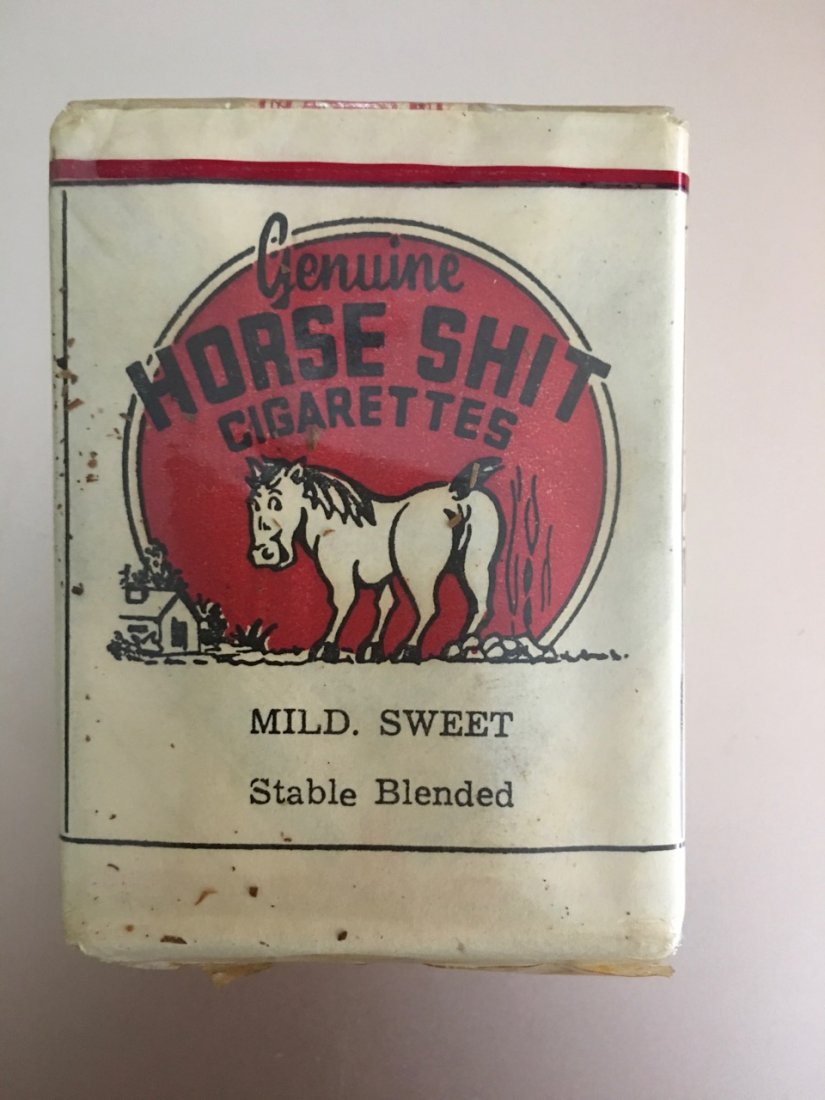 Genuine
HORSE SHIT
CIGARETTES
MILD. SWEET
Stable Blended